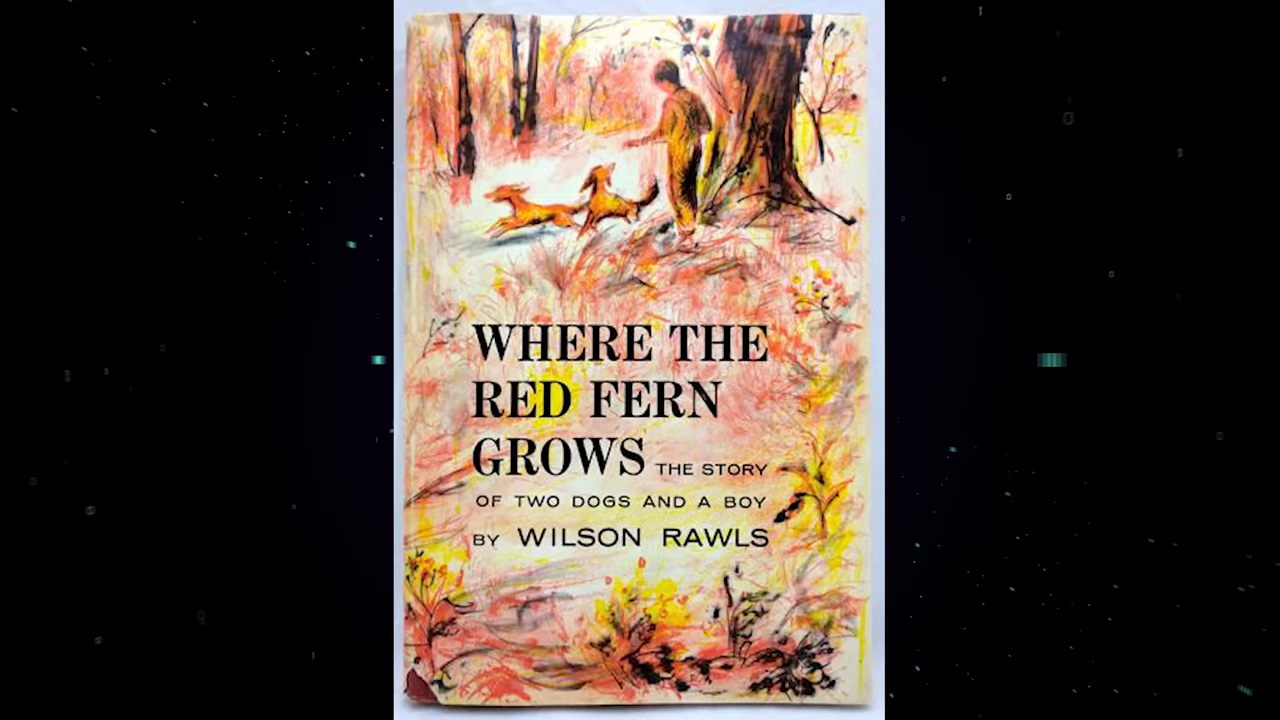 WHERE THE
RED FERN
GROWS THE STORY
OF TWO DOGS AND A BOY
BY WILSON RAWLS